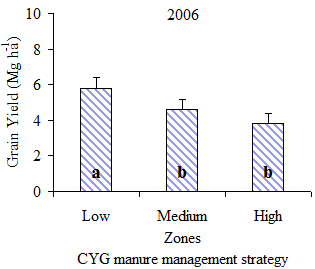 2006
Grain Yield (Mg ha-1)
10
8
6
4
2
0
a b b
Low Medium High
Zones
CYG manure management strategy